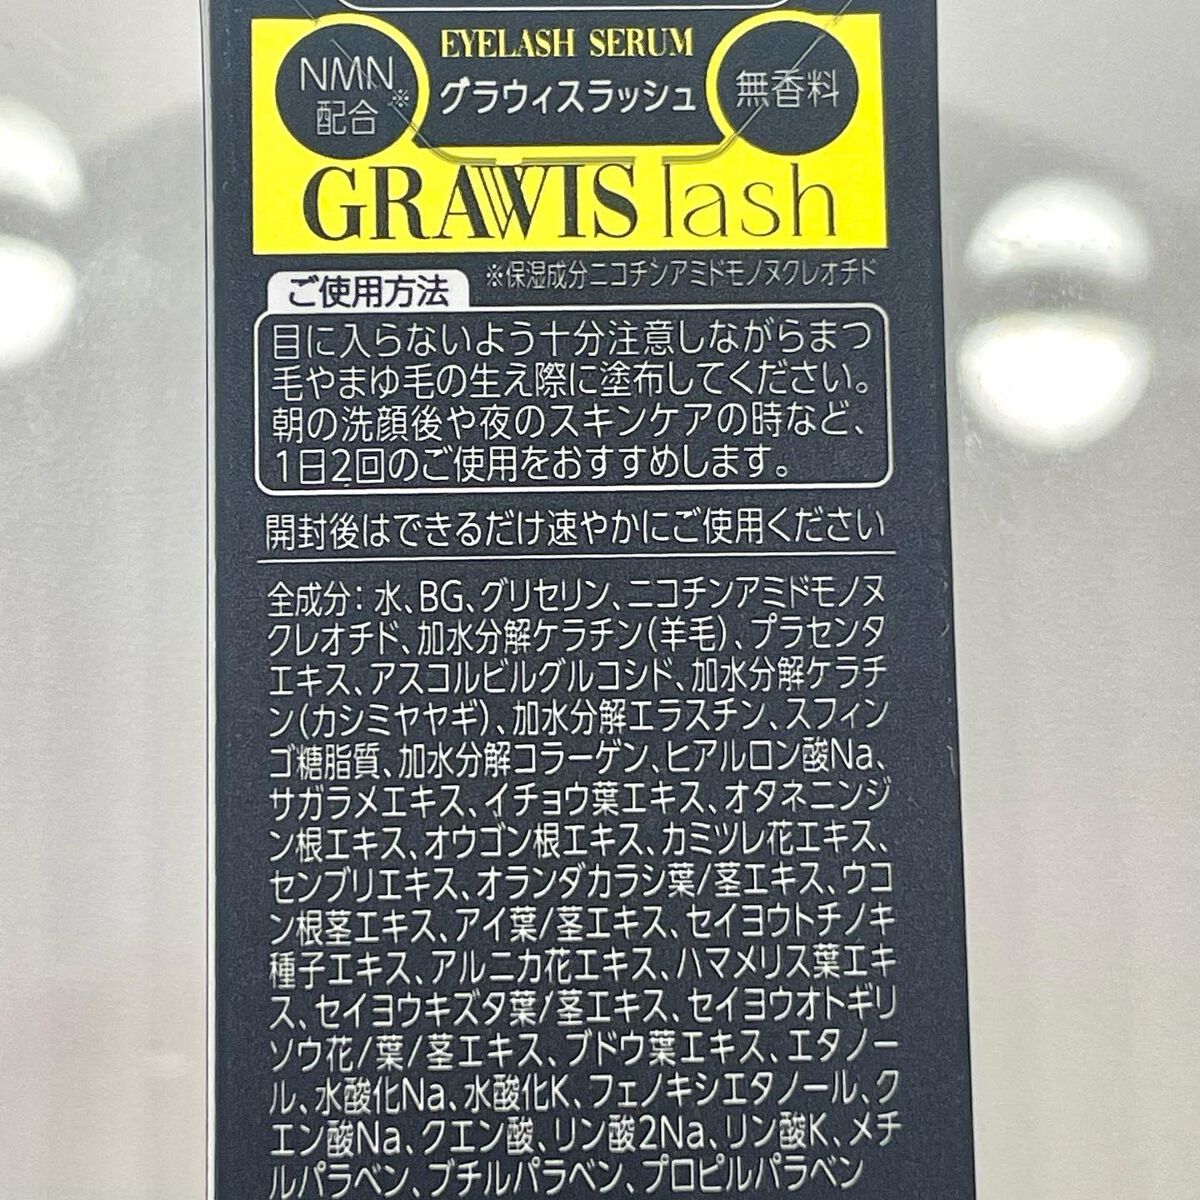 EYELASH SERUM
NMN
配合※
グラウィスラッシュ
無香料
GRAWIS lash
※保湿成分ニコチンアミドモノヌクレオチド
ご使用方法
目に入らないよう十分注意しながらまつ
毛やまゆ毛の生え際に塗布してください。
朝の洗顔後や夜のスキンケアの時など、
1日2回のご使用をおすすめします。
開封後はできるだけ速やかにご使用ください
全成分：水、BG、グリセリン、ニコチンアミドモノヌ
クレオチド、加水分解ケラチン(羊毛)、プラセンタ
エキス、アスコルビルグルコシド、加水分解ケラチ
ン(カシミヤヤギ)、加水分解エラスチン、スフィン
ゴ糖脂質、加水分解コラーゲン、ヒアルロン酸Na、
サガラメエキス、イチョウ葉エキス、オタネニンジ
ン根エキス、オウゴン根エキス、カミツレ花エキス、
センブリエキス、オランダカラシ葉/茎エキス、ウコ
ン根茎エキス、アイ葉/茎エキス、セイヨウトチノキ
種子エキス、アルニカ花エキス、ハマメリス葉エキ
ス、セイヨウキズタ葉/茎エキス、セイヨウオトギリ
ソウ花/葉/茎エキス、ブドウ葉エキス、エタノー
ル、水酸化Na、水酸化K、フェノキシエタノール、ク
エン酸Na、クエン酸、リン酸2Na、リン酸K、メチ
ルパラベン、ブチルパラベン、プロピルパラベン